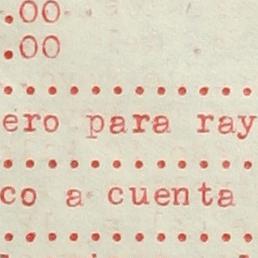 .00
.00
..........
ero para ray
..........
co a cuenta
..........